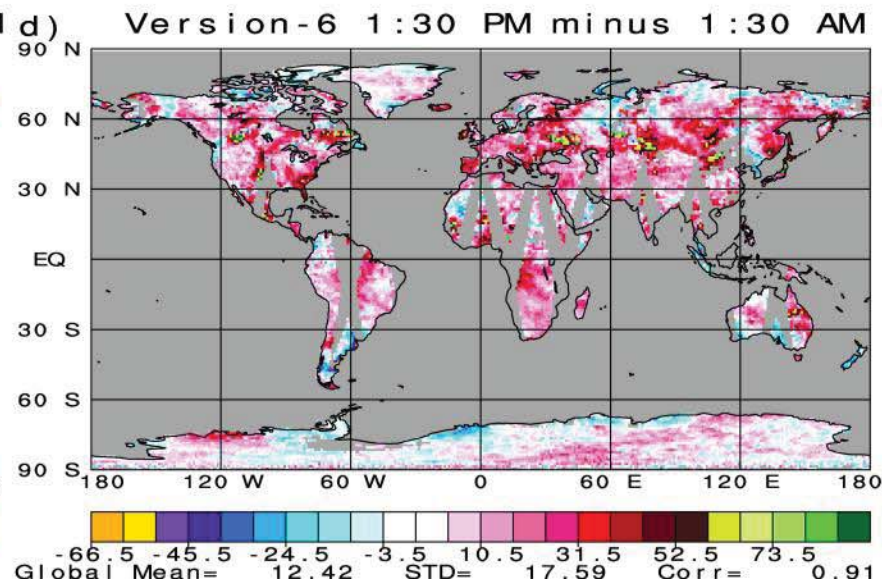 d) Version-6 1:30 PM minus 1:30 AM
90 N
60 N
30 N
EQ
30 S
60 S
90 S
180 120 W 60 W 0 60 E 120 E 180
-66.5 -45.5 -24.5 -3.5 10.5 31.5 52.5 73.5
Global Mean= 12.42 STD= 17.59 Corr= 0.91